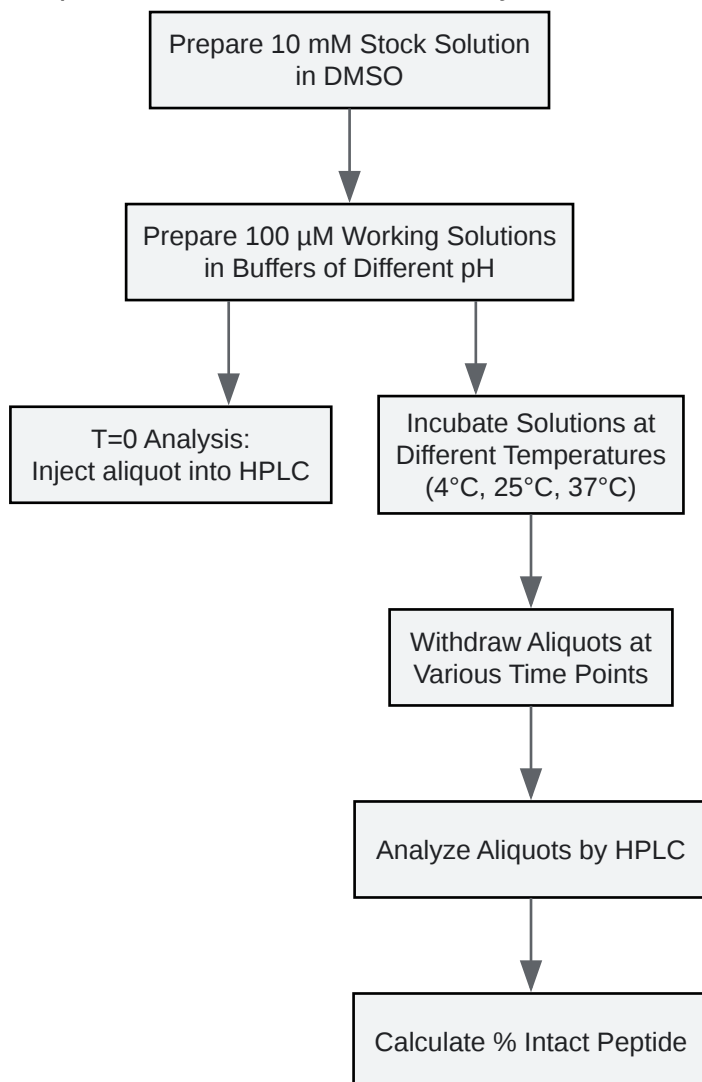 Prepare 10 mM Stock Solution
in DMSO
Prepare 100 µM Working Solutions
in Buffers of Different pH
T=0 Analysis:
Inject aliquot into HPLC
Incubate Solutions at
Different Temperatures
(4°C, 25°C, 37°C)
Withdraw Aliquots at
Various Time Points
Analyze Aliquots by HPLC
Calculate % Intact Peptide